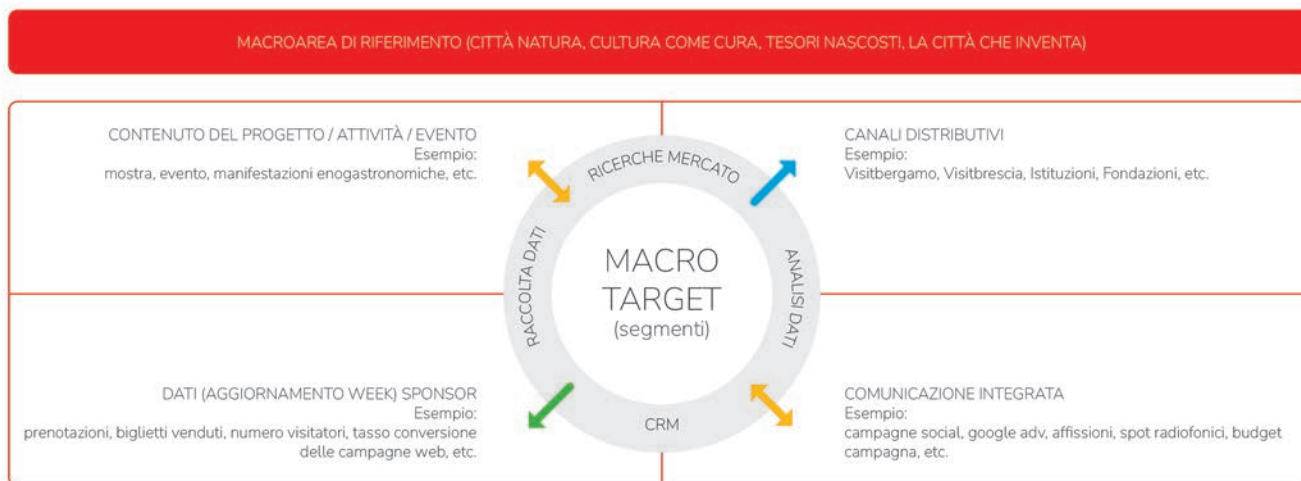 MACROAREA DI RIFERIMENTO (CITTÀ NATURA, CULTURA COME CURA, TESORI NASCOSTI, LA CITTÀ CHE INVENTA)
CONTENUTO DEL PROGETTO / ATTIVITÀ / EVENTO
Esempio:
mostra, evento, manifestazioni enogastronomiche, etc.
CANALI DISTRIBUTIVI
Esempio:
Visitbergamo, Visitbrescia, Istituzioni, Fondazioni, etc.
RICERCHE MERCATO
RACCOLTA DATI
MACRO
TARGET
(segmenti)
ANALISI DATI
CRM
DATI (AGGIORNAMENTO WEEK) SPONSOR
Esempio:
prenotazioni, biglietti venduti, numero visitatori, tasso conversione
delle campagne web, etc.
COMUNICAZIONE INTEGRATA
Esempio:
campagne social, google adv, affissioni, spot radiofonici, budget
campagna, etc.